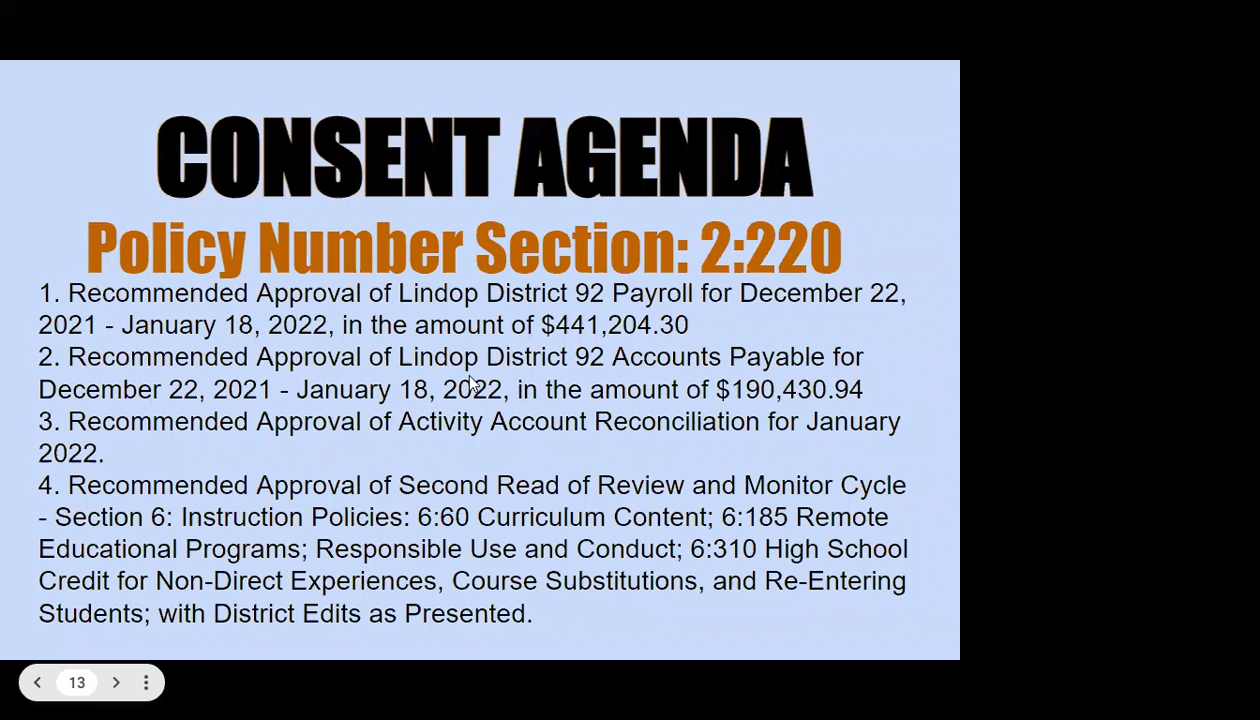 CONSENT AGENDA
Policy Number Section: 2:220
1. Recommended Approval of Lindop District 92 Payroll for December 22,
2021 - January 18, 2022, in the amount of $441,204.30
2. Recommended Approval of Lindop District 92 Accounts Payable for
December 22, 2021 - January 18, 2022, in the amount of $190,430.94
3. Recommended Approval of Activity Account Reconciliation for January
2022.
4. Recommended Approval of Second Read of Review and Monitor Cycle
- Section 6: Instruction Policies: 6:60 Curriculum Content; 6:185 Remote
Educational Programs; Responsible Use and Conduct; 6:310 High School
Credit for Non-Direct Experiences, Course Substitutions, and Re-Entering
Students; with District Edits as Presented.
13